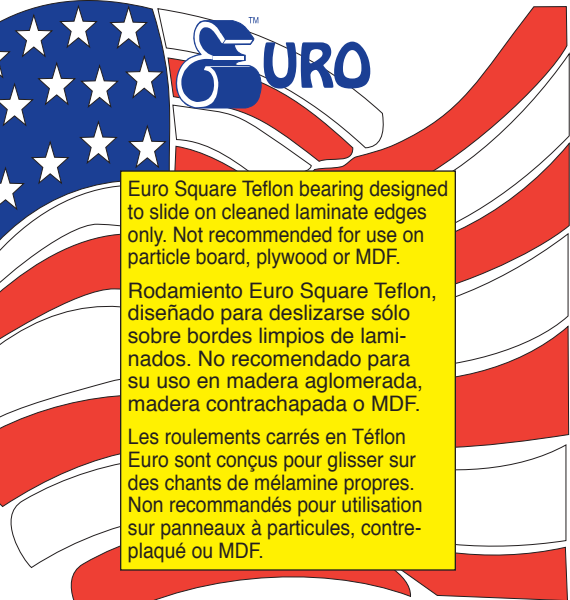 EURO™
Euro Square Teflon bearing designed
to slide on cleaned laminate edges
only. Not recommended for use on
particle board, plywood or MDF.
Rodamiento Euro Square Teflon,
diseñado para deslizarse sólo
sobre bordes limpios de lami-
nados. No recomendado para
su uso en madera aglomerada,
madera contrachapada o MDF.
Les roulements carrés en Téflon
Euro sont conçus pour glisser sur
des chants de mélamine propres.
Non recommandés pour utilisation
sur panneaux à particules, contre-
plaqué ou MDF.